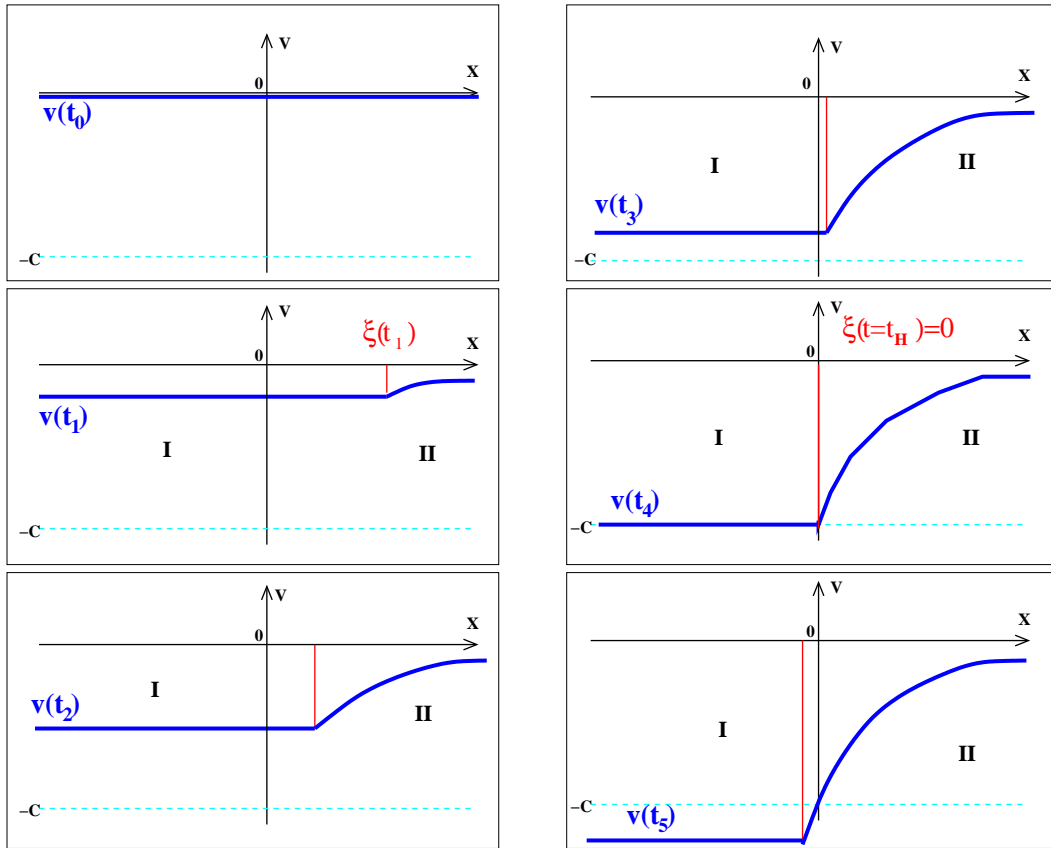 V
X
0
v(t₀)
−C
V
ξ(t₁)
X
0
v(t₁)
I
II
−C
V
X
0
I
v(t₂)
II
−C
V
X
0
I
II
v(t₃)
−C
V
ξ(t=t_H)=0
X
0
I
II
v(t₄)
−C
V
X
0
I
II
−C
v(t₅)